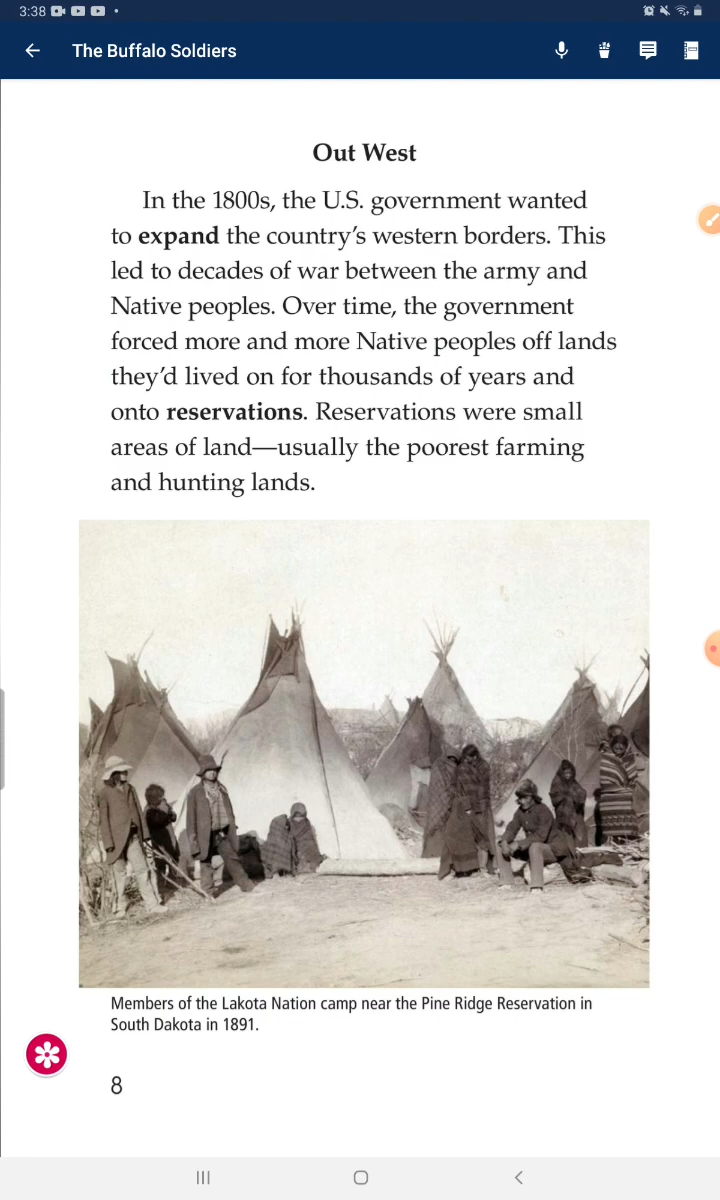 3:38
The Buffalo Soldiers
Out West
In the 1800s, the U.S. government wanted
to expand the country’s western borders. This
led to decades of war between the army and
Native peoples. Over time, the government
forced more and more Native peoples off lands
they’d lived on for thousands of years and
onto reservations. Reservations were small
areas of land—usually the poorest farming
and hunting lands.
Members of the Lakota Nation camp near the Pine Ridge Reservation in
South Dakota in 1891.
8